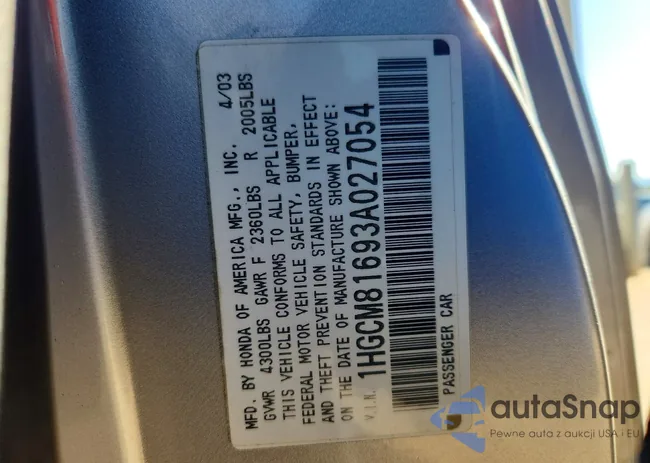 MFD. BY HONDA OF AMERICA MFG., INC. 4/03
GVWR 4300LBS GAWR F 2360LBS R 2005LBS
THIS VEHICLE CONFORMS TO ALL APPLICABLE
FEDERAL MOTOR VEHICLE SAFETY, BUMPER,
AND THEFT PREVENTION STANDARDS IN EFFECT
ON THE DATE OF MANUFACTURE SHOWN ABOVE:
V.I.N. 1HGCM81693A027054
PASSENGER CAR
autaSnap
Pewne auta z aukcji USA i EU